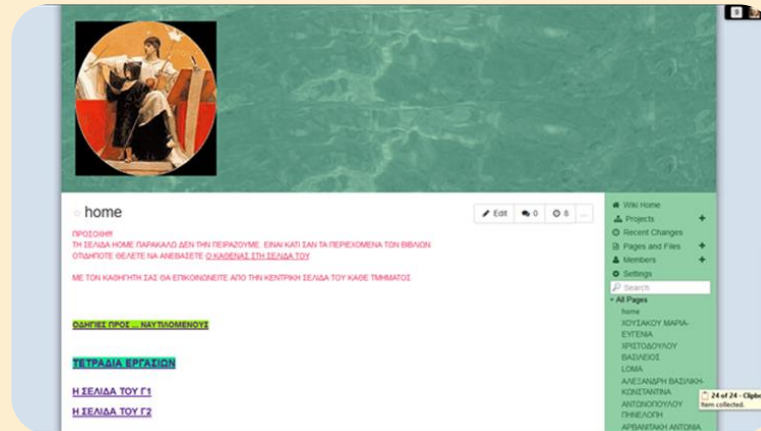 home
Edit
0
8
...
ΠΡΟΣΟΧΗ!!!
ΤΗ ΣΕΛΙΔΑ HOME ΠΑΡΑΚΑΛΩ ΔΕΝ ΤΗΝ ΠΕΙΡΑΖΟΥΜΕ. ΕΙΝΑΙ ΚΑΤΙ ΣΑΝ ΤΑ ΠΕΡΙΕΧΟΜΕΝΑ ΤΩΝ ΒΙΒΛΙΩΝ.
ΟΤΙΔΗΠΟΤΕ ΘΕΛΕΤΕ ΝΑ ΑΝΕΒΑΣΕΤΕ Ο ΚΑΘΕΝΑΣ ΣΤΗ ΣΕΛΙΔΑ ΤΟΥ
ΜΕ ΤΟΝ ΚΑΘΗΓΗΤΗ ΣΑΣ ΘΑ ΕΠΙΚΟΙΝΩΝΕΙΤΕ ΑΠΟ ΤΗΝ ΚΕΝΤΡΙΚΗ ΣΕΛΙΔΑ ΤΟΥ ΚΑΘΕ ΤΜΗΜΑΤΟΣ.
ΟΔΗΓΙΕΣ ΠΡΟΣ ... ΝΑΥΤΙΛΟΜΕΝΟΥΣ
ΤΕΤΡΑΔΙΑ ΕΡΓΑΣΙΩΝ
Η ΣΕΛΙΔΑ ΤΟΥ Γ1
Η ΣΕΛΙΔΑ ΤΟΥ Γ2
Wiki Home
Projects
Recent Changes
Pages and Files
Members
Settings
Search
All Pages
home
ΧΟΥΣΑΚΟΥ ΜΑΡΙΑ-
ΕΥΓΕΝΙΑ
ΧΡΙΣΤΟΔΟΥΛΟΥ
ΒΑΣΙΛΕΙΟΣ
LOMA
ΑΛΕΞΑΝΔΡΗ ΒΑΣΙΛΙΚΗ-
ΚΩΝΣΤΑΝΤΙΝΑ
ΑΝΤΩΝΟΠΟΥΛΟΥ
ΠΗΝΕΛΟΠΗ
ΑΡΒΑΝΙΤΑΚΗ ΑΝΤΩΝΙΑ
24 of 24 - Clipbo
Item collected.